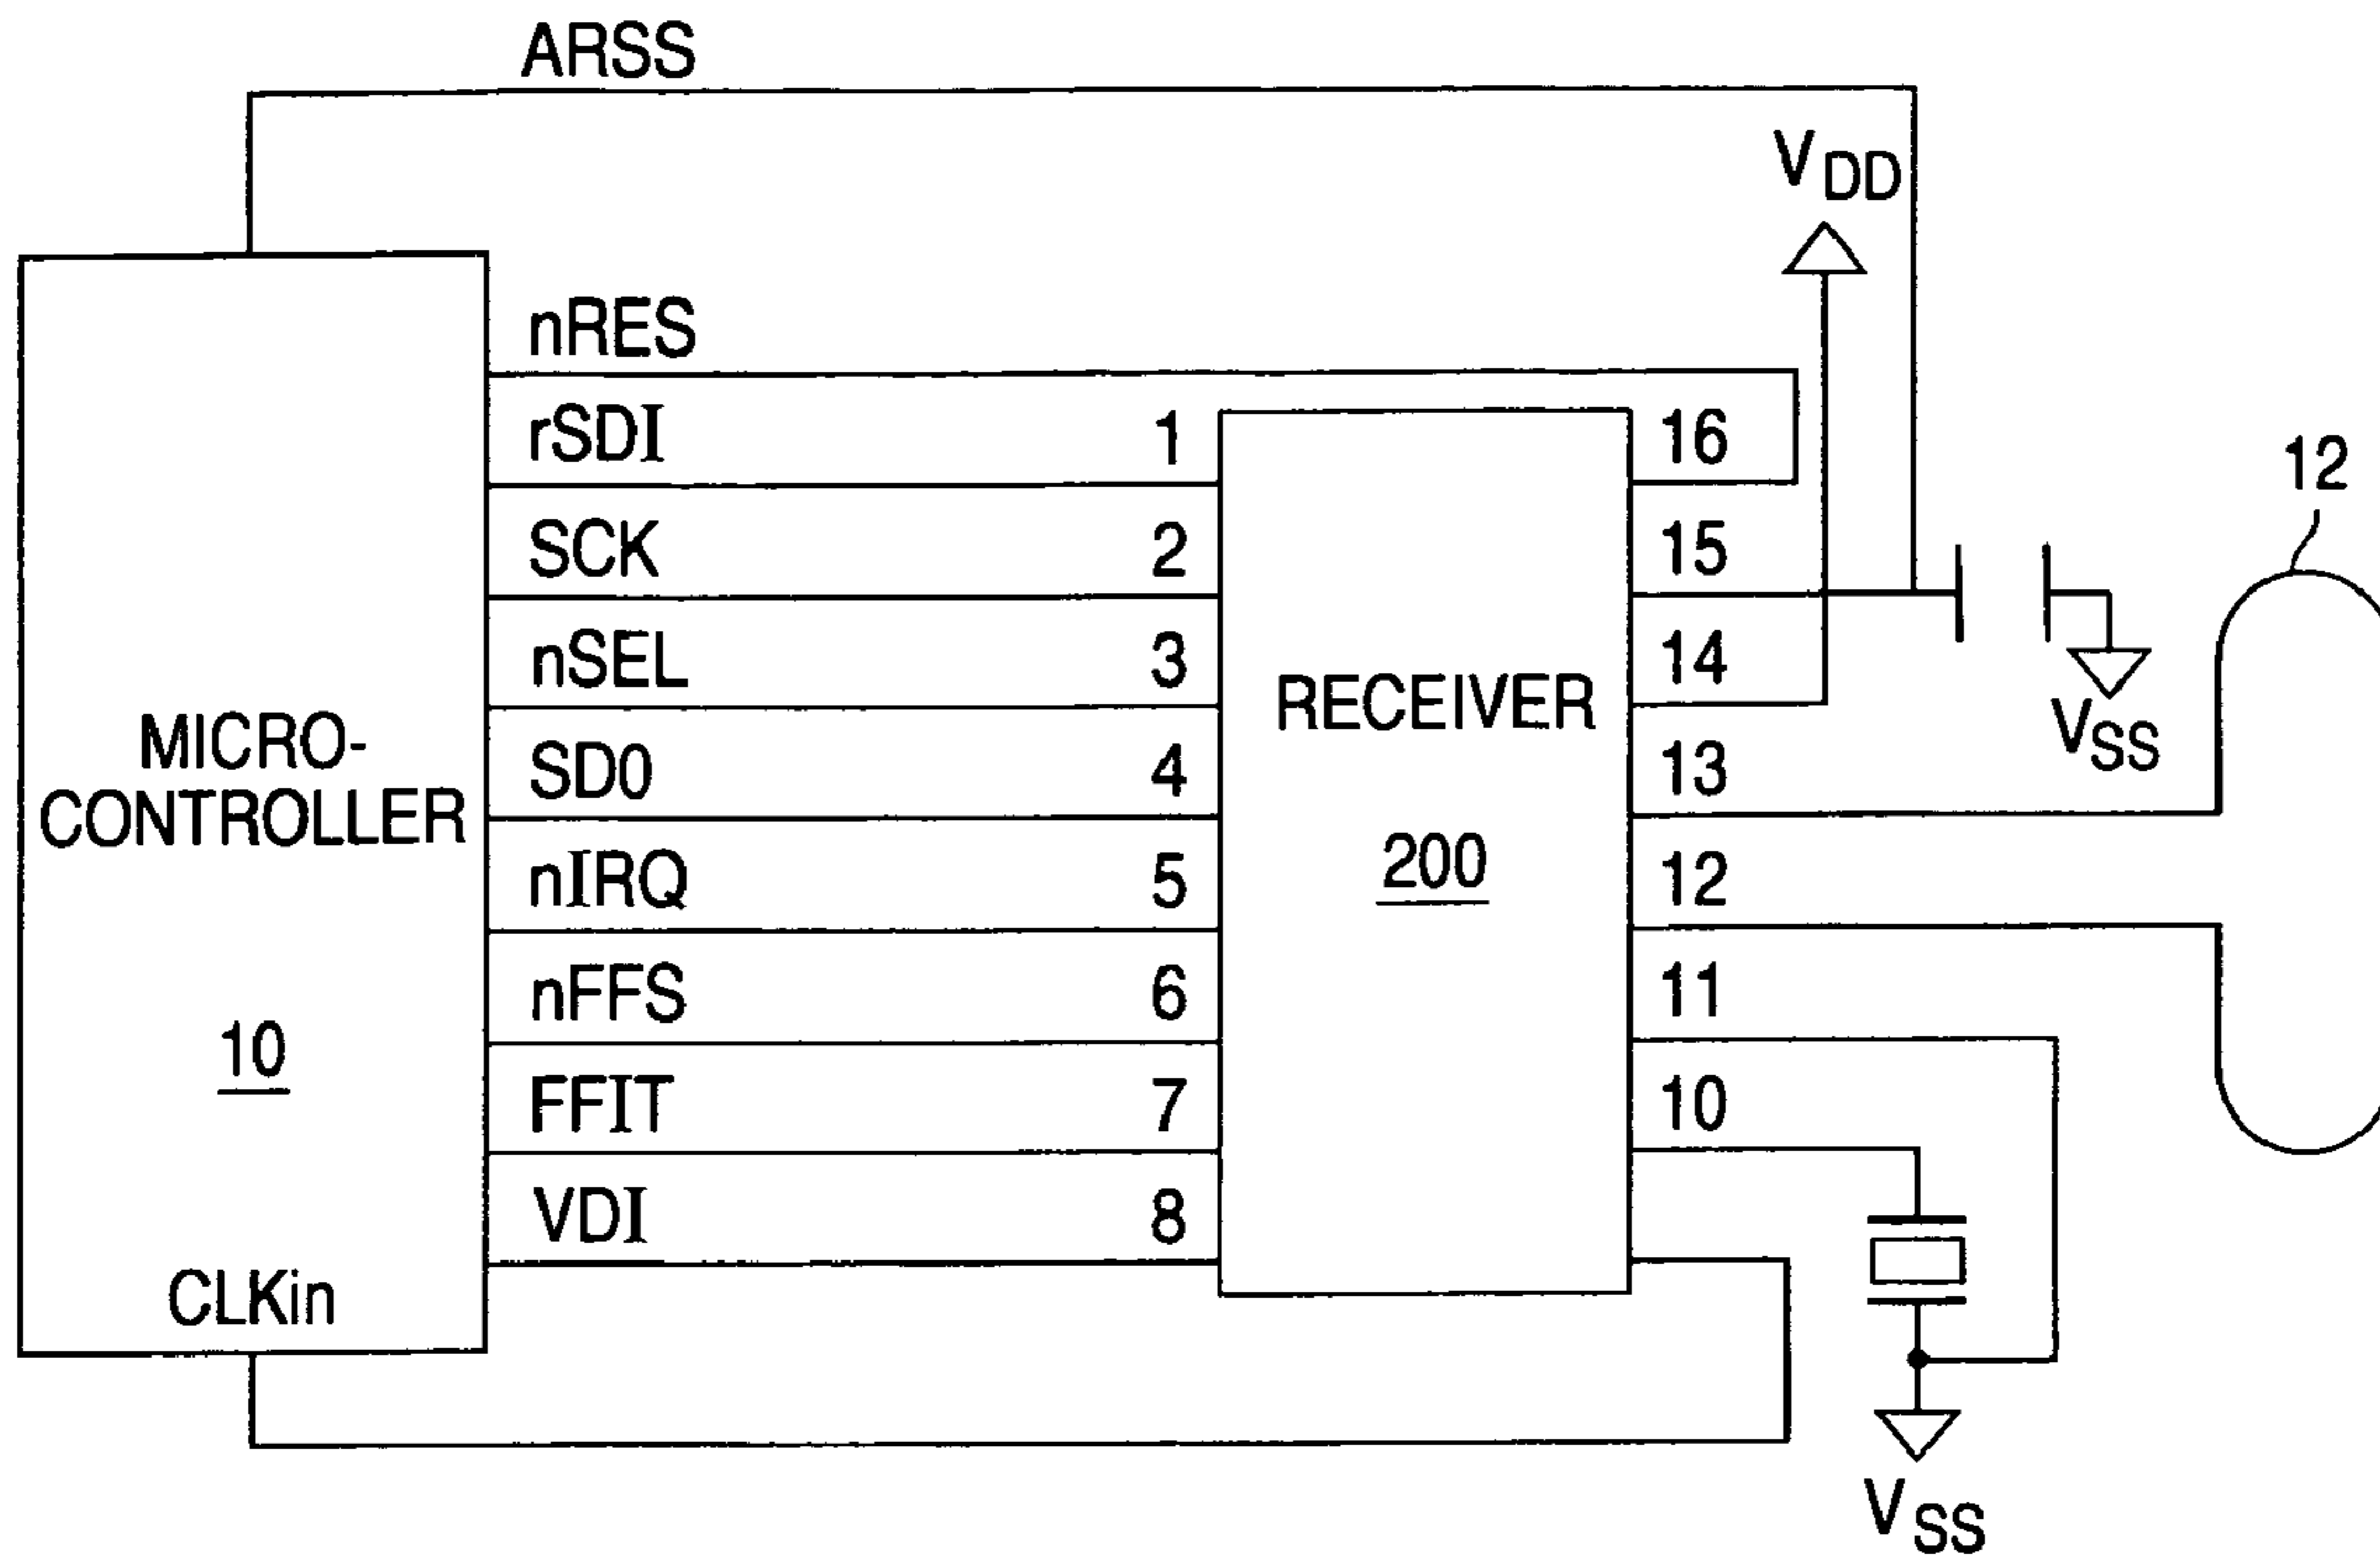 ARSS
VDD
nRES
rSDI 1 16
SCK 2 15
12
nSEL 3 14
RECEIVER
VSS
MICRO-
CONTROLLER
SD0 4 13
200
nIRQ 5 12
nFFS 6 11
10
FFIT 7 10
VDI 8
CLKin
VSS